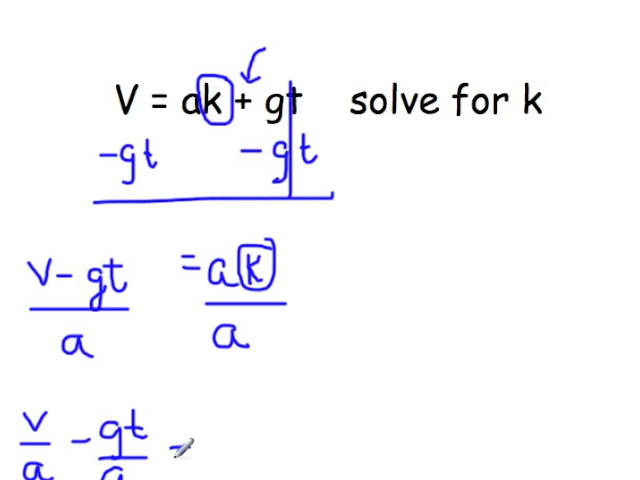 V = ak + gt solve for k
-gt - gt
v - gt = ak
a a
v - gt =
a a